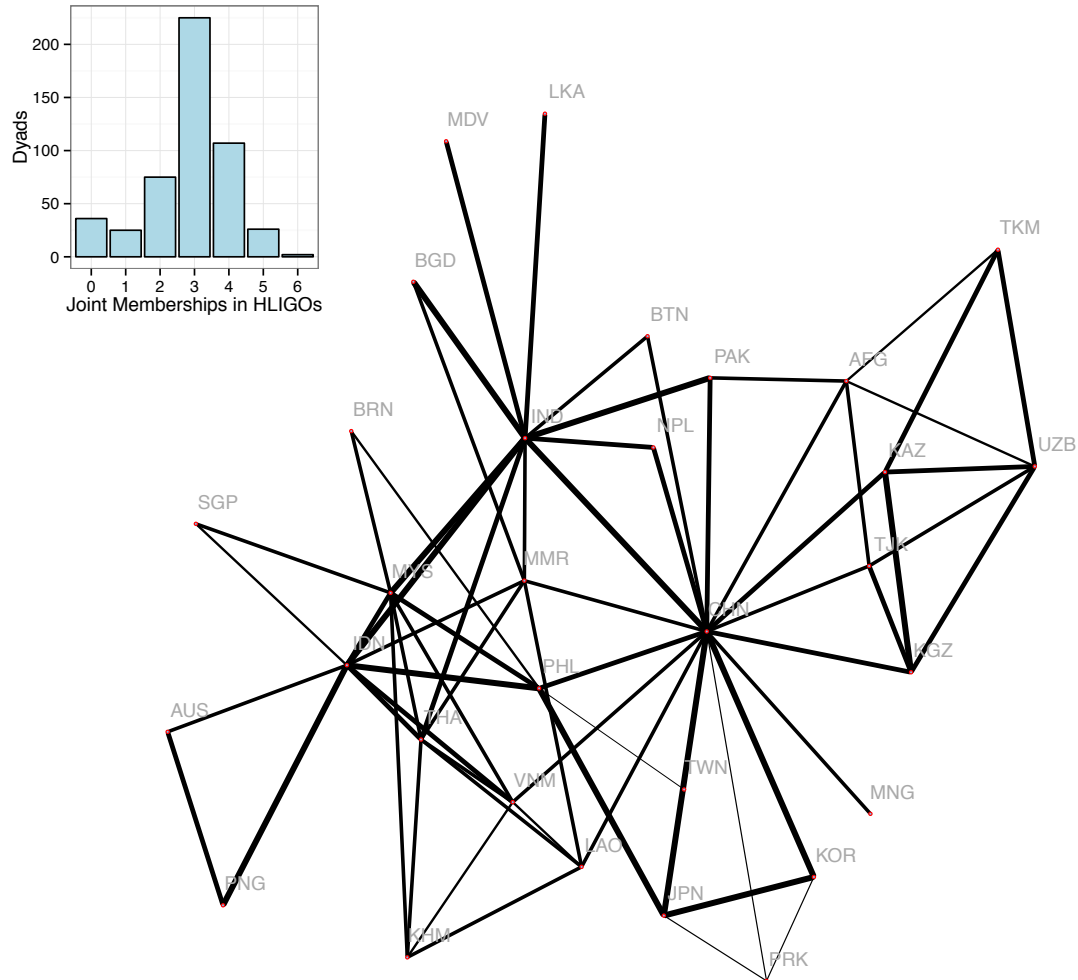 200
150
100
50
0
Dyads
0 1 2 3 4 5 6
Joint Memberships in HLIGOs
LKA
MDV
TKM
BGD
BTN
PAK
AFG
BRN
IND
NPL
KAZ
UZB
SGP
MYS
MMR
TJK
CHN
IDN
PHL
KGZ
AUS
THA
TWN
VNM
MNG
LAO
KOR
PNG
JPN
KHM
PRK